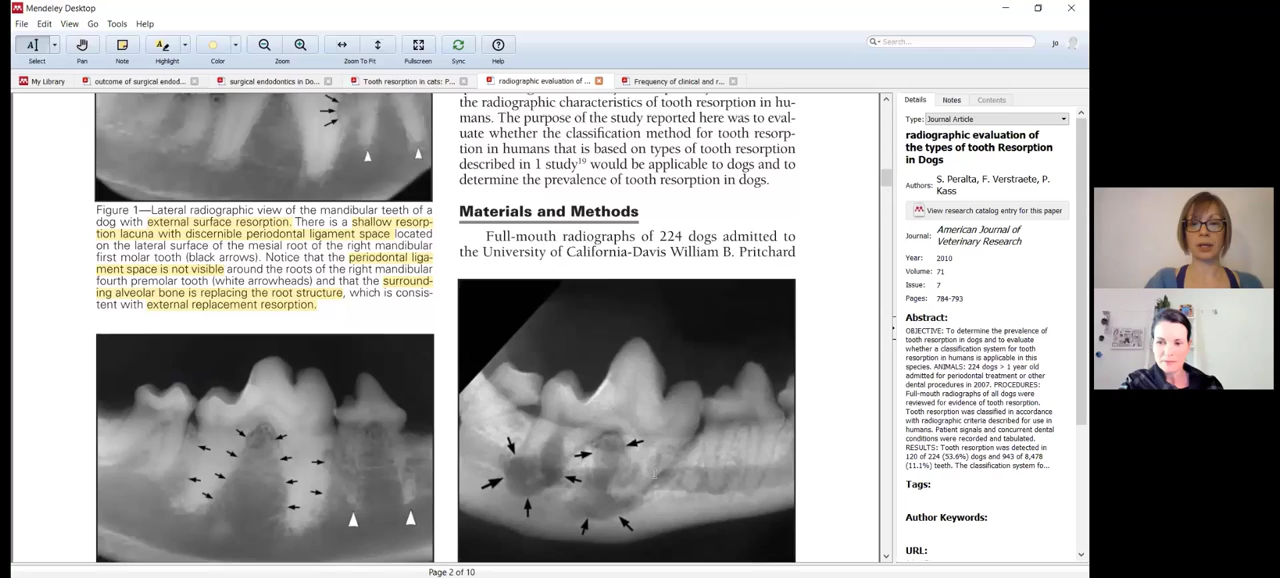 Mendeley Desktop
File Edit View Go Tools Help
Select Pan Note Highlight Color Zoom Zoom To Fit Fullscreen Sync Help
Search...
Jo
My Library
outcome of surgical endod...
surgical endodontics in Do...
Tooth resorption in cats: P...
radiographic evaluation of ...
Frequency of clinical and r...
the radiographic characteristics of tooth resorption in hu-
mans. The purpose of the study reported here was to eval-
uate whether the classification method for tooth resorp-
tion in humans that is based on types of tooth resorption
described in 1 study19 would be applicable to dogs and to
determine the prevalence of tooth resorption in dogs.
Materials and Methods
Full-mouth radiographs of 224 dogs admitted to
the University of California-Davis William B. Pritchard
Figure 1—Lateral radiographic view of the mandibular teeth of a
dog with external surface resorption. There is a shallow resorp-
tion lacuna with discernible periodontal ligament space located
on the lateral surface of the mesial root of the right mandibular
first molar tooth (black arrows). Notice that the periodontal liga-
ment space is not visible around the roots of the right mandibular
fourth premolar tooth (white arrowheads) and that the surround-
ing alveolar bone is replacing the root structure, which is consis-
tent with external replacement resorption.
Page 2 of 10
Details Notes Contents
Type: Journal Article
radiographic evaluation of
the types of tooth Resorption
in Dogs
Authors: S. Peralta, F. Verstraete, P.
Kass
View research catalog entry for this paper
Journal: American Journal of
Veterinary Research
Year: 2010
Volume: 71
Issue: 7
Pages: 784-793
Abstract:
OBJECTIVE: To determine the prevalence of
tooth resorption in dogs and to evaluate
whether a classification system for tooth
resorption in humans is applicable in this
species. ANIMALS: 224 dogs > 1 year old
admitted for periodontal treatment or other
dental procedures in 2007. PROCEDURES:
Full-mouth radiographs of all dogs were
reviewed for evidence of tooth resorption.
Tooth resorption was classified in accordance
with radiographic criteria described for use in
humans. Patient signals and concurrent dental
conditions were recorded and tabulated.
RESULTS: Tooth resorption was detected in
120 of 224 (53.6%) dogs and 943 of 8,478
(11.1%) teeth. The classification system fo...
Tags:
Author Keywords:
URL: